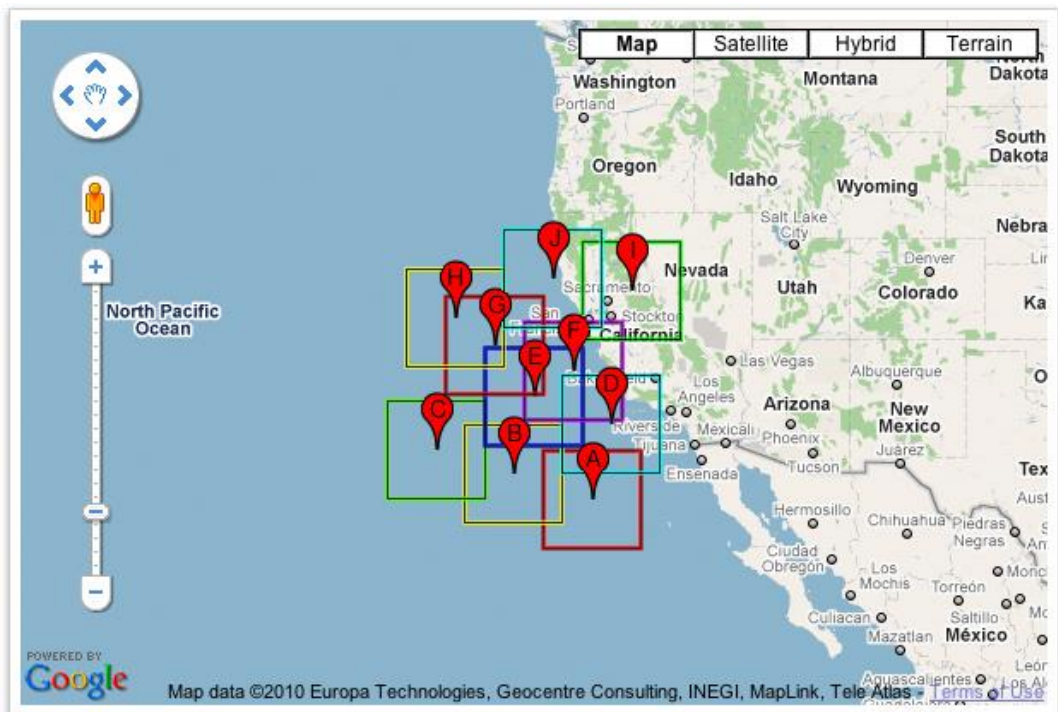 Map
Satellite
Hybrid
Terrain
Washington
Montana
Dakota
Portland
South
Dakota
Oregon
Idaho
Wyoming
Salt Lake
City
Nebra
J
I
H
Nevada
Denver
Sacramento
Utah
Colorado
G
North Pacific
Ocean
San
Stockton
Ka
F
California
E
Las Vegas
D
Los
Angeles
Albuquerque
C
Arizona
New
Mexico
B
Riverside
Phoenix
Tijuana
Mexicali
Juárez
A
Ensenada
Tucson
Tex
Aust
Hermosillo
Chihuahua
Piedras
Negras
Ciudad
Obregón
Los
Mochis
Torreón
Monc
Culiacan
Saltillo
Mazatlan
México
POWERED BY
Google
León
Aguascalientes
Map data ©2010 Europa Technologies, Geocentre Consulting, INEGI, MapLink, Tele Atlas - Terms of Use